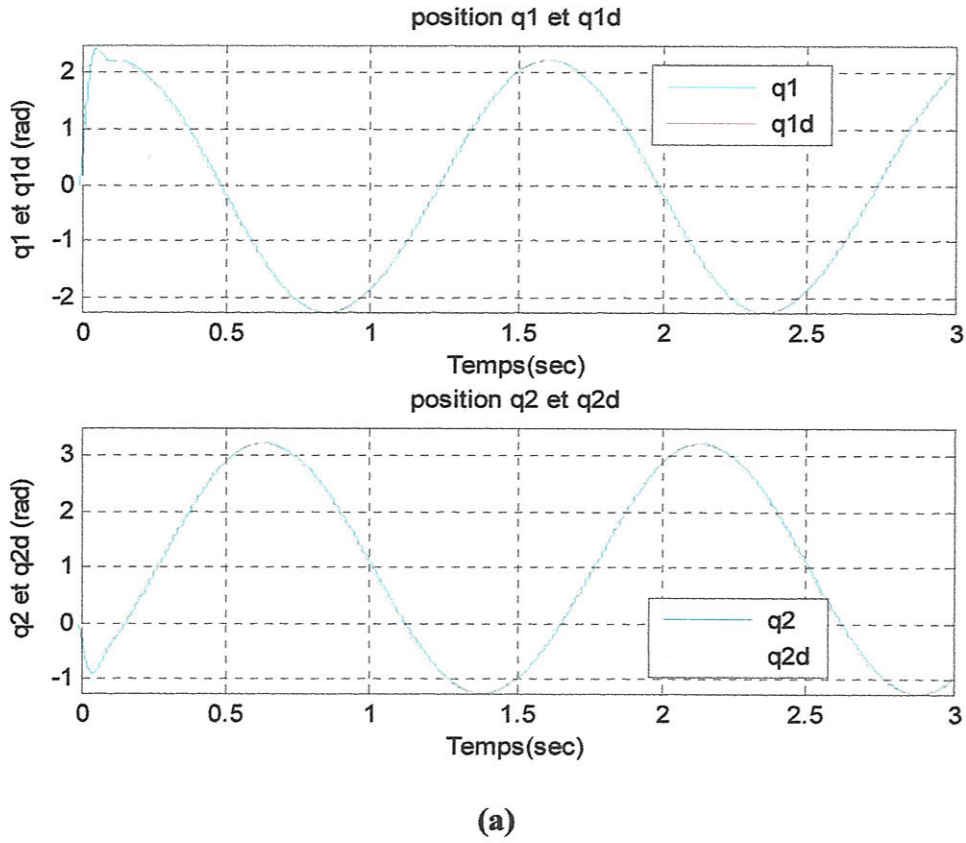 position q1 et q1d
q1 et q1d (rad)
2
1
0
-1
-2
q1
q1d
0 0.5 1 1.5 2 2.5 3
Temps(sec)
position q2 et q2d
q2 et q2d (rad)
3
2
1
0
-1
q2
q2d
0 0.5 1 1.5 2 2.5 3
Temps(sec)
(a)